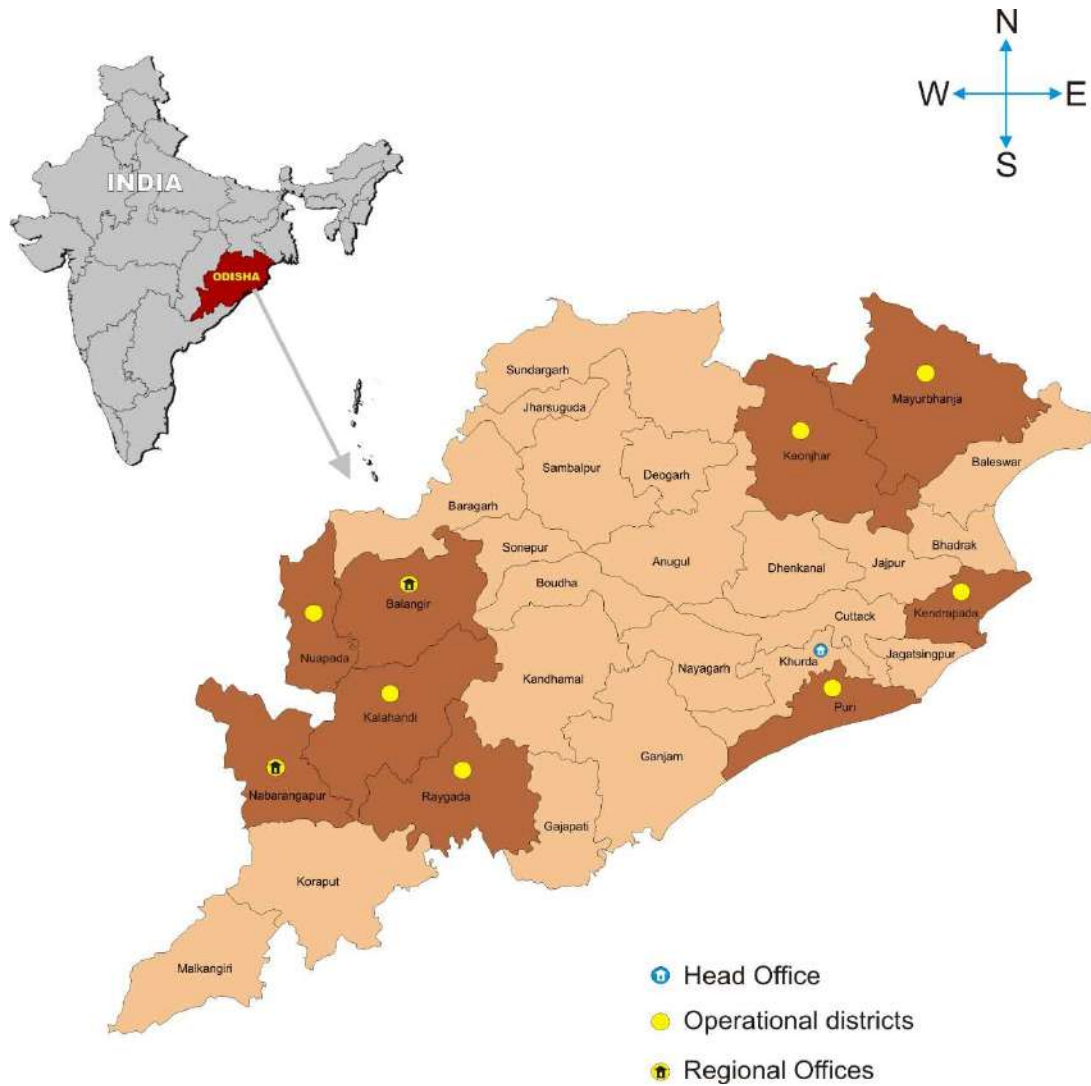 N
W E
S
INDIA
ODISHA
Sundargarh
Jharsuguda
Mayurbhanja
Keonjhar
Sambalpur
Deogarh
Baleswar
Baragarh
Sonepur
Anugul
Dhenkanal
Jajpur
Bhadrak
Boudha
Balangir
Kendrapada
Cuttack
Nuapada
Nayagarh
Khurda
Jagatsingpur
Kandhamal
Kalahandi
Puri
Ganjam
Nabarangapur
Raygada
Gajapati
Koraput
Malkangiri
Head Office
Operational districts
Regional Offices